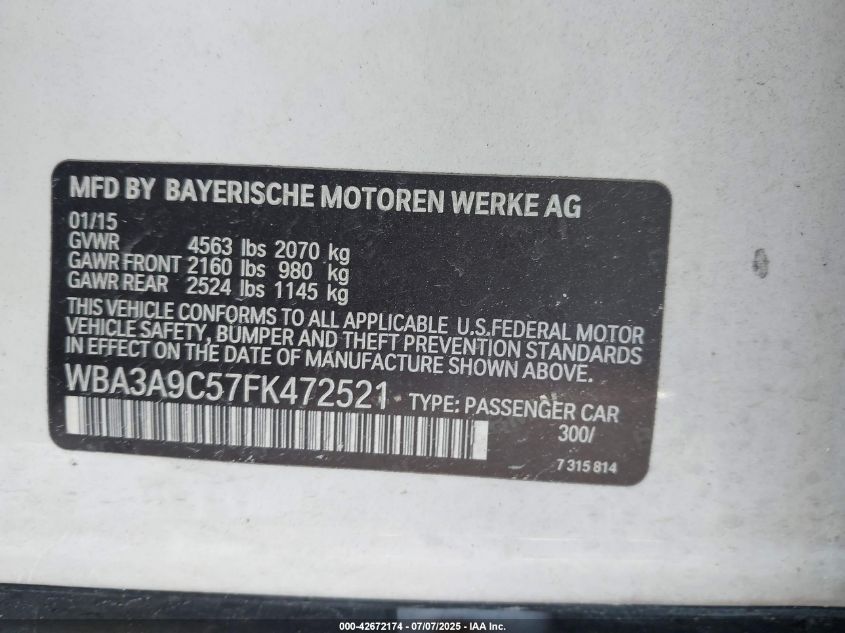 MFD BY BAYERISCHE MOTOREN WERKE AG
01/15
GVWR 4563 lbs 2070 kg
GAWR FRONT 2160 lbs 980 kg
GAWR REAR 2524 lbs 1145 kg
THIS VEHICLE CONFORMS TO ALL APPLICABLE U.S.FEDERAL MOTOR
VEHICLE SAFETY, BUMPER AND THEFT PREVENTION STANDARDS
IN EFFECT ON THE DATE OF MANUFACTURE SHOWN ABOVE.
WBA3A9C57FK472521 TYPE: PASSENGER CAR
300/
7 315 814
000-42672174 - 07/07/2025 - IAA Inc.